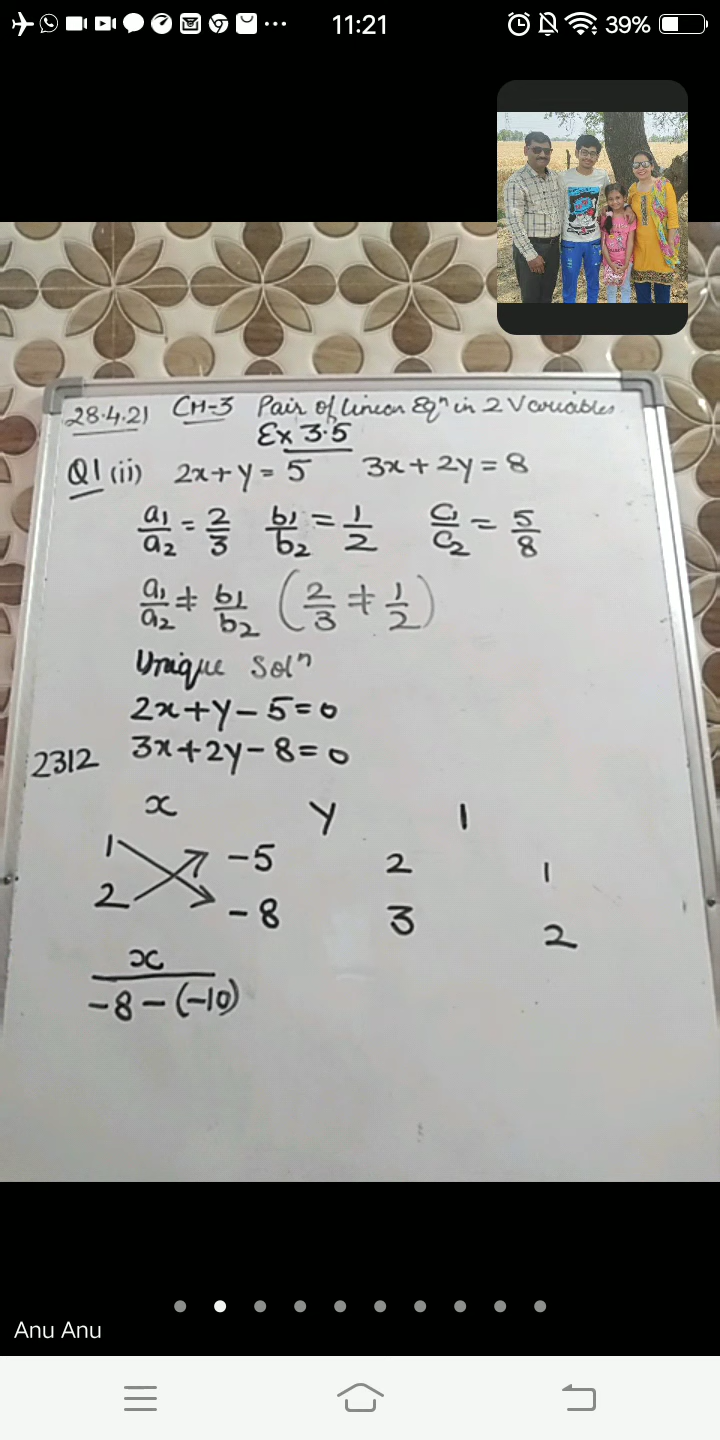 11:21
39%
28.4.21 CH-3 Pair of linear Eqⁿ in 2 Variables
Ex 3.5
Q1 (ii) 2x+y=5 3x+2y=8
a₁/a₂ = 2/3 b₁/b₂ = 1/2 c₁/c₂ = 5/8
a₁/a₂ ≠ b₁/b₂ (2/3 ≠ 1/2)
Unique Solⁿ
2x+y-5=0
2312 3x+2y-8=0
x y 1
1 -5 2 1
2 -8 3 2
x/-8-(-10)
Anu Anu